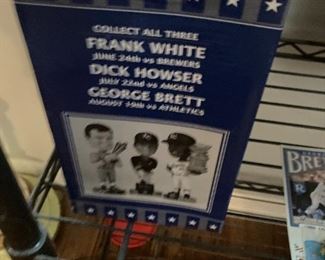 COLLECT ALL THREE
FRANK WHITE
JUNE 24th vs BREWERS
DICK HOWSER
JULY 22nd vs ANGELS
GEORGE BRETT
AUGUST 19th vs ATHLETICS